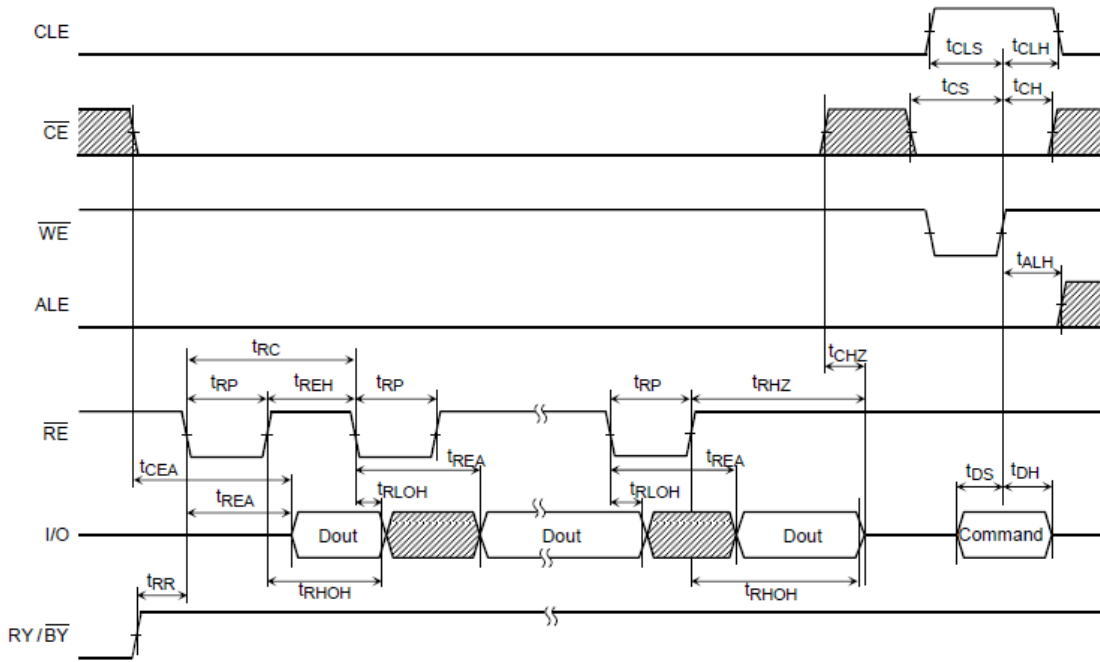 CLE
tCLS tCLH
tCS tCH
CE
WE
tALH
ALE
tRC
tCHZ
tRP tREH tRP tRP tRHZ
RE
tCEA
tREA tREA
tDS tDH
tREA
tRLOH tRLOH
I/O
Dout Dout Dout Command
tRR
tRHOH tRHOH
RY/BY